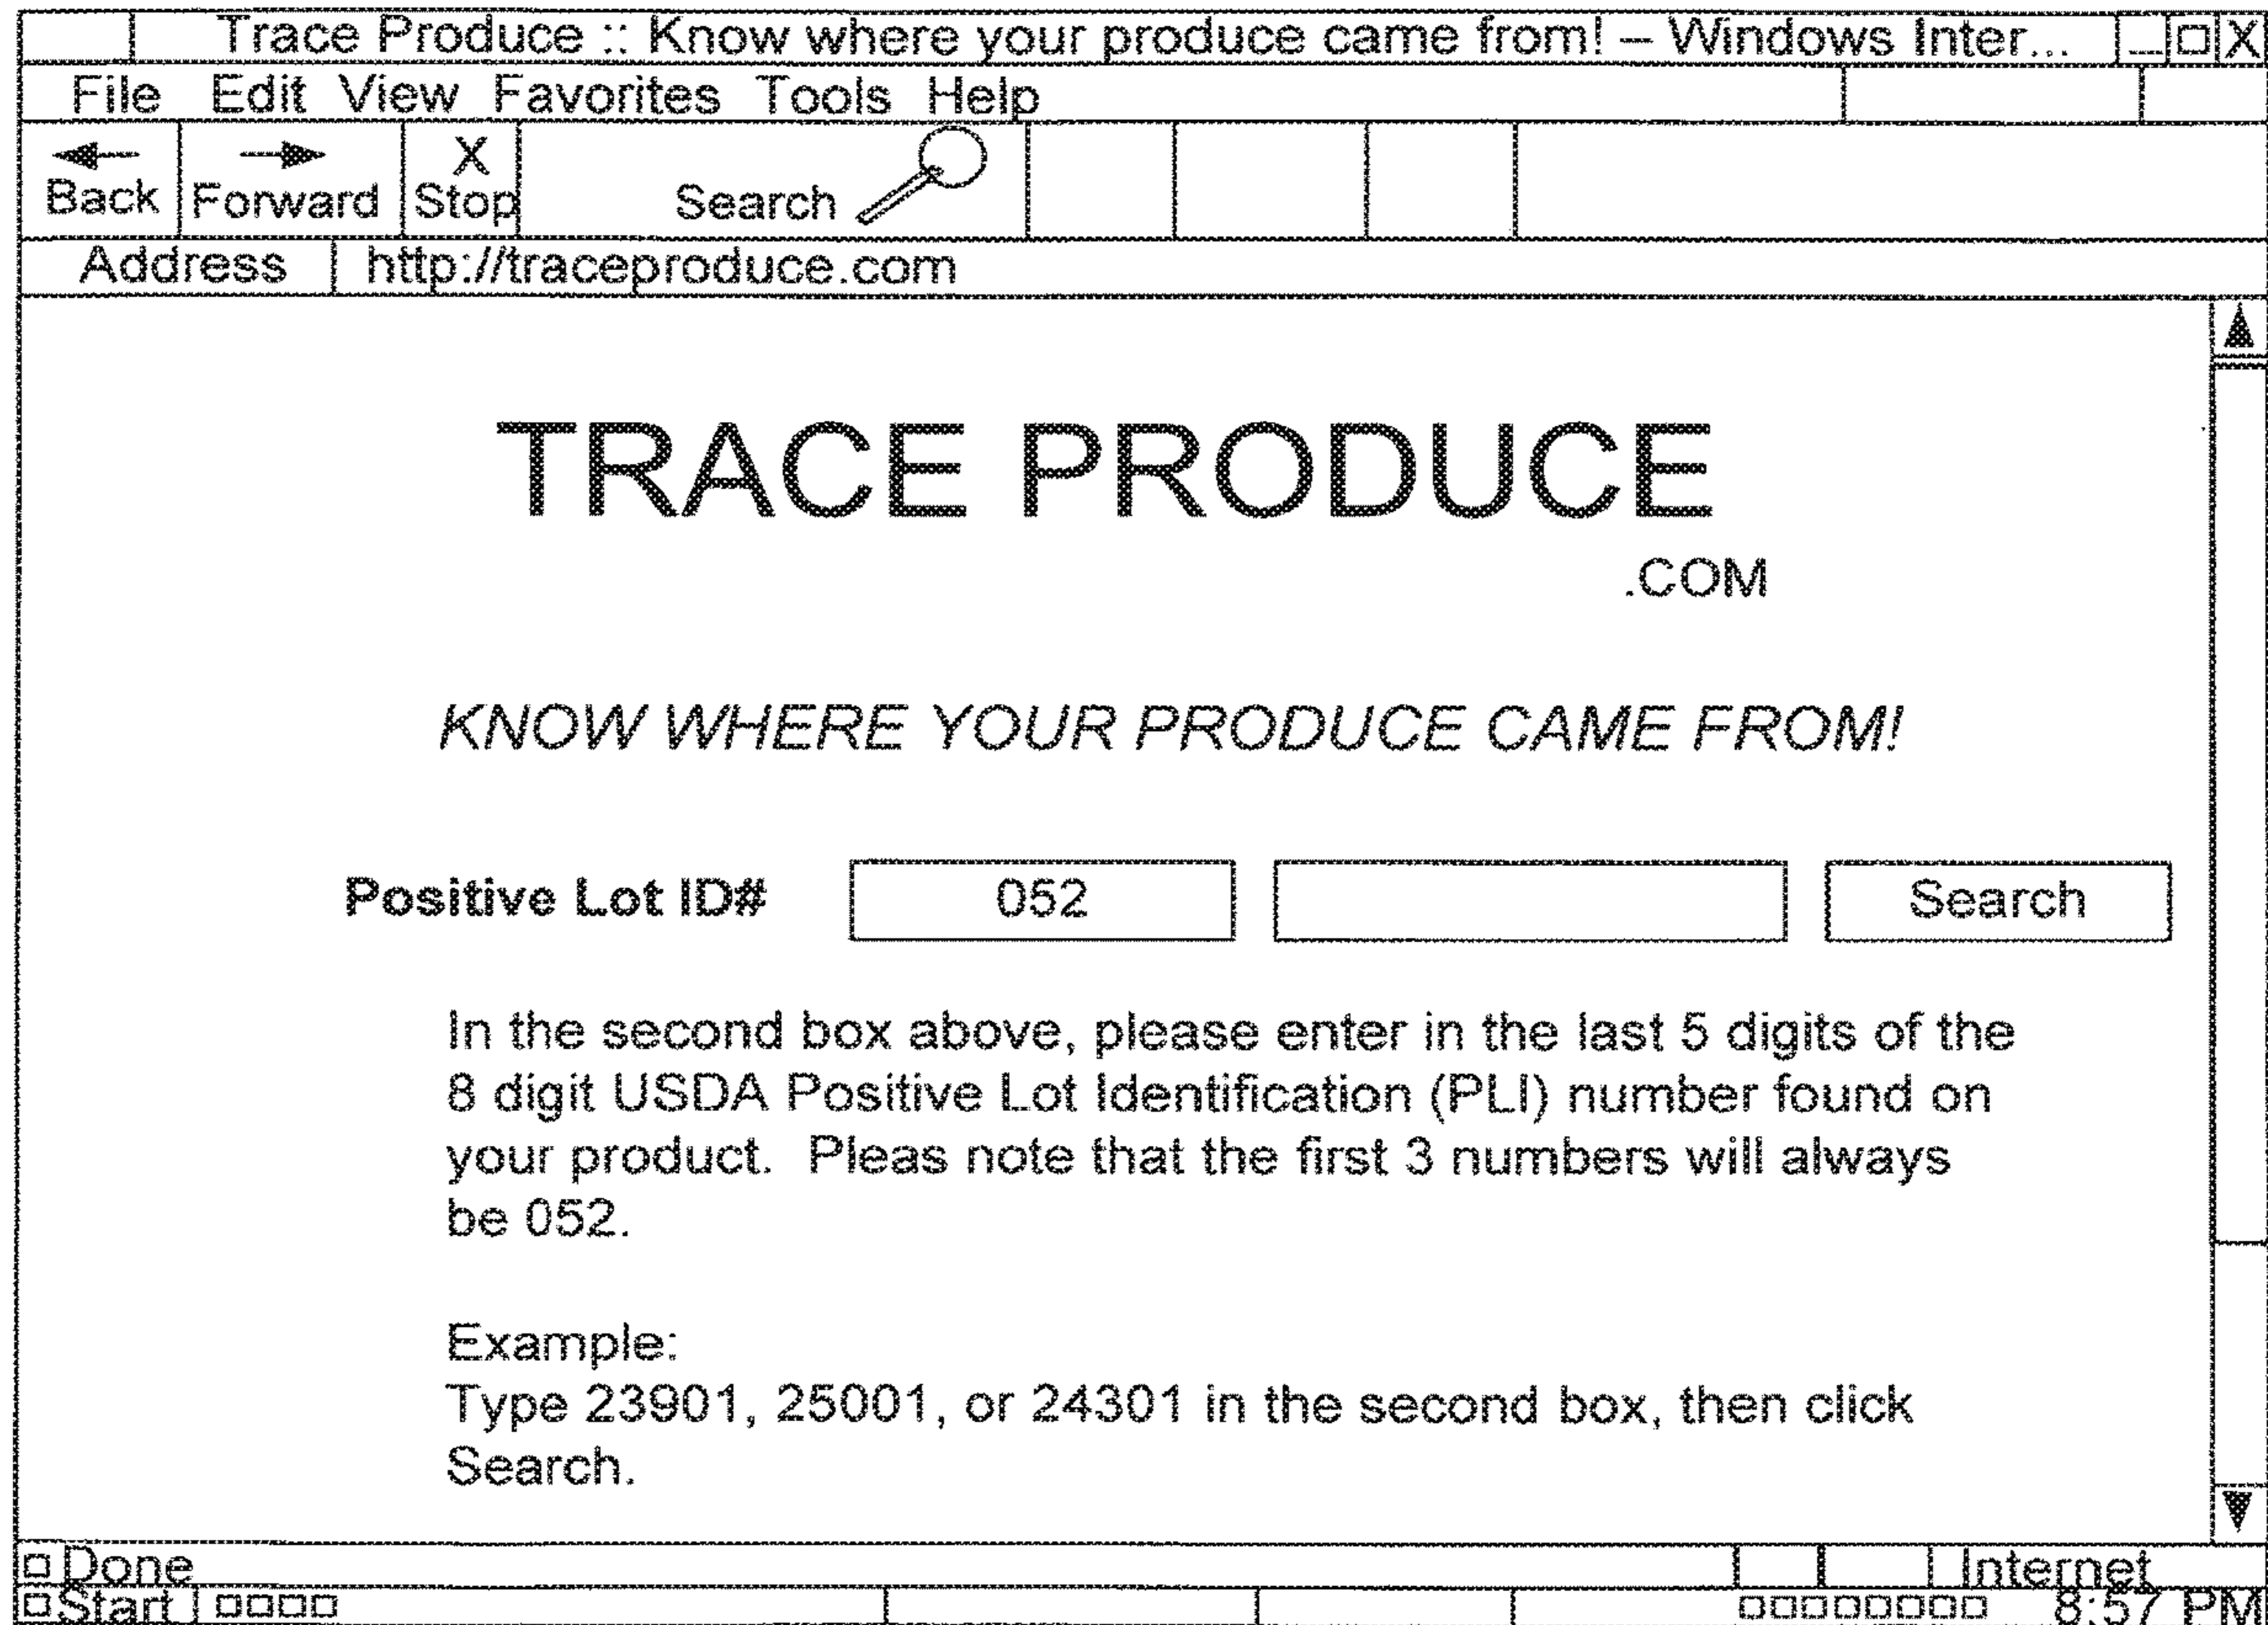 Trace Produce :: Know where your produce came from! – Windows Inter... _ □ X
File Edit View Favorites Tools Help
X
Back Forward Stop Search
Address http://traceproduce.com
TRACE PRODUCE
.COM
KNOW WHERE YOUR PRODUCE CAME FROM!
Positive Lot ID# 052 Search
In the second box above, please enter in the last 5 digits of the
8 digit USDA Positive Lot Identification (PLI) number found on
your product. Pleas note that the first 3 numbers will always
be 052.
Example:
Type 23901, 25001, or 24301 in the second box, then click
Search.
Done Internet
Start 8:57 PM